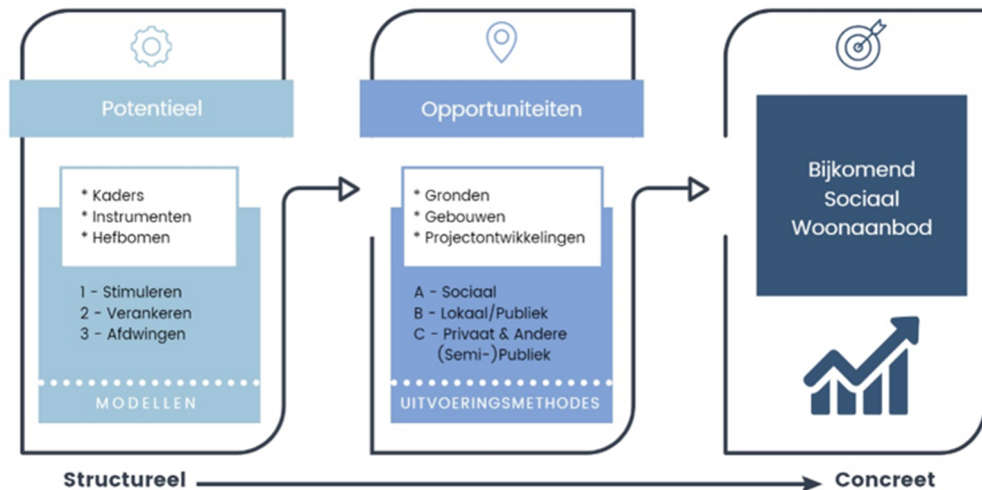 Potentieel
* Kaders
* Instrumenten
* Hefbomen
1 - Stimuleren
2 - Verankeren
3 - Afdwingen
MODELLEN
Opportuniteiten
* Gronden
* Gebouwen
* Projectontwikkelingen
A - Sociaal
B - Lokaal/Publiek
C - Privaat & Andere
(Semi-)Publiek
UITVOERINGSMETHODES
Bijkomend
Sociaal
Woonaanbod
Structureel
Concreet